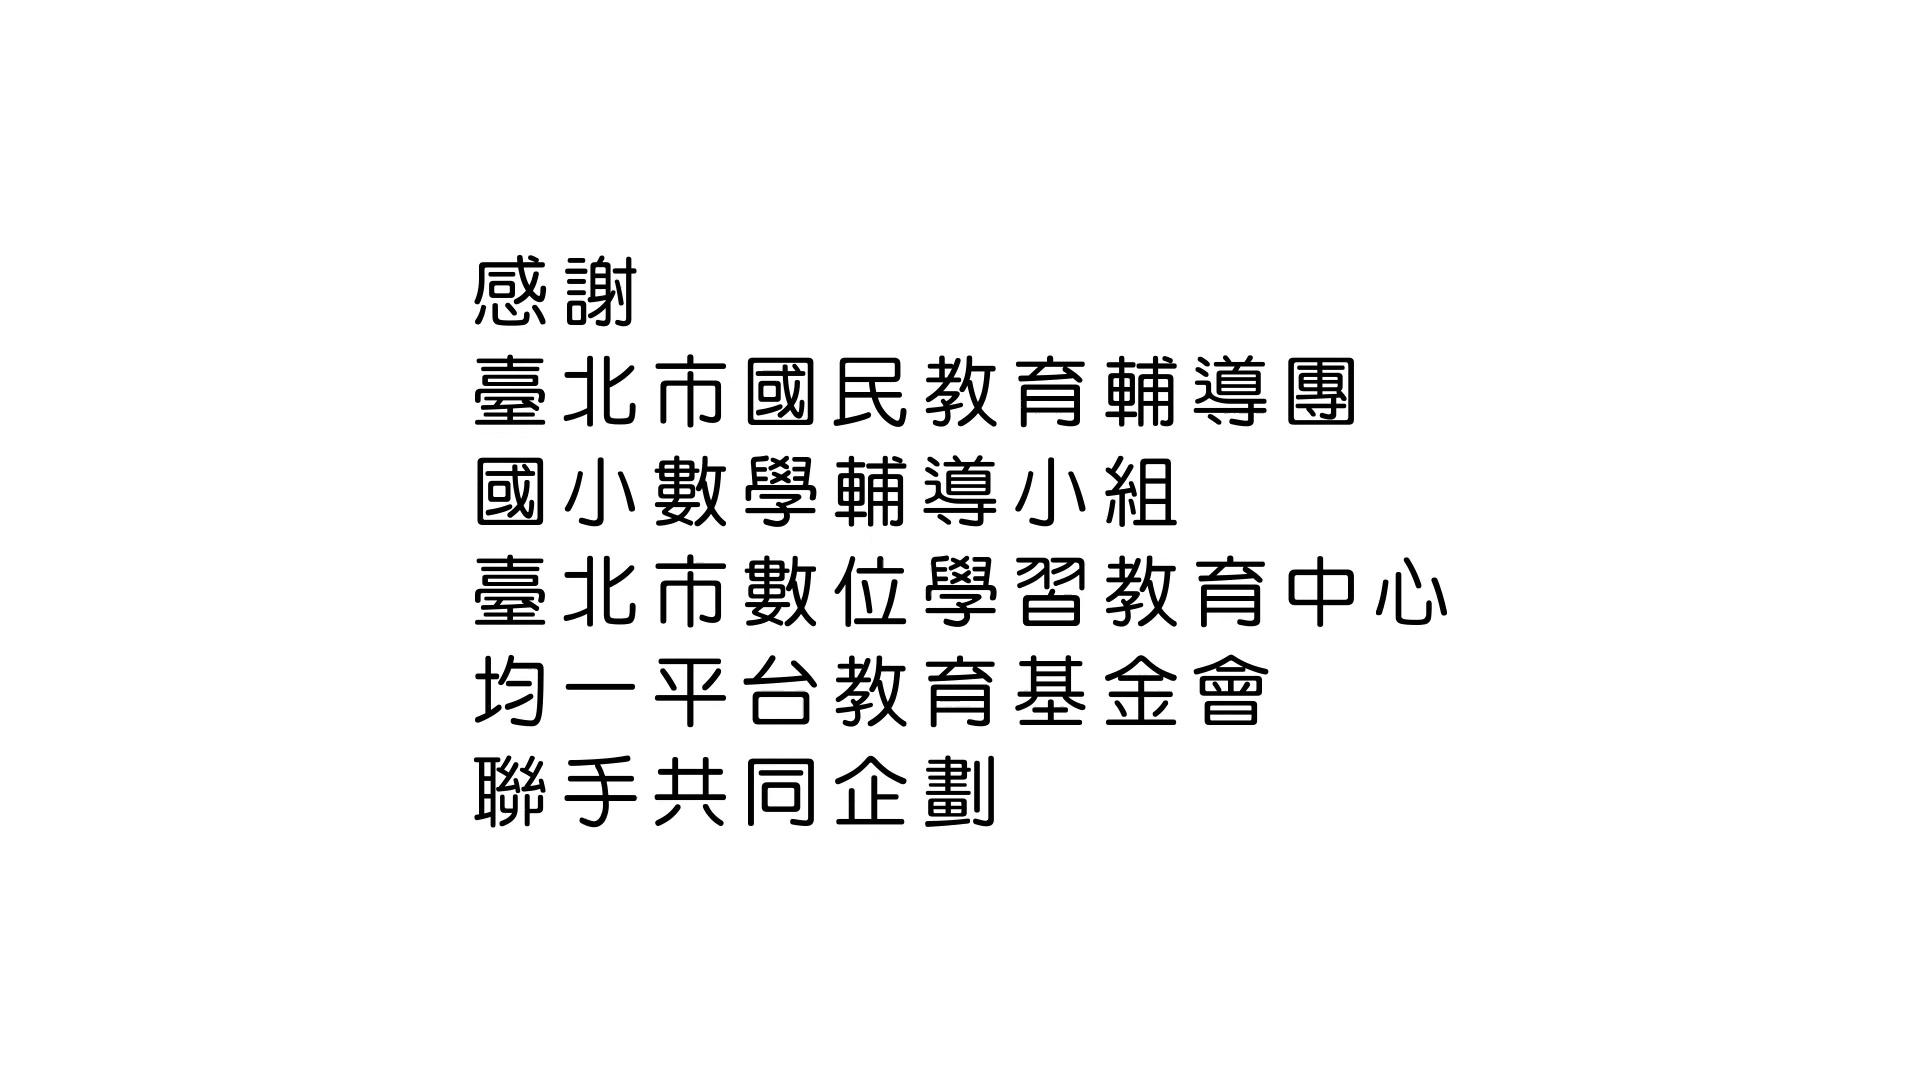 感謝
臺北市國民教育輔導團
國小數學輔導小組
臺北市數位學習教育中心
均一平台教育基金會
聯手共同企劃